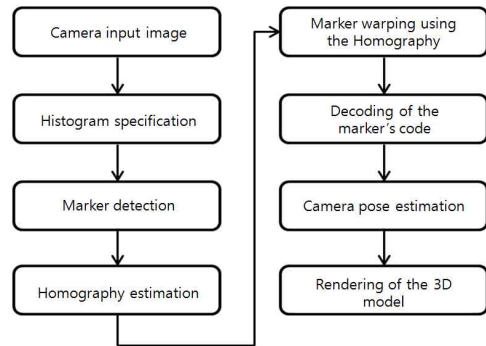 Camera input image
Histogram specification
Marker detection
Homography estimation
Marker warping using
the Homography
Decoding of the
marker's code
Camera pose estimation
Rendering of the 3D
model